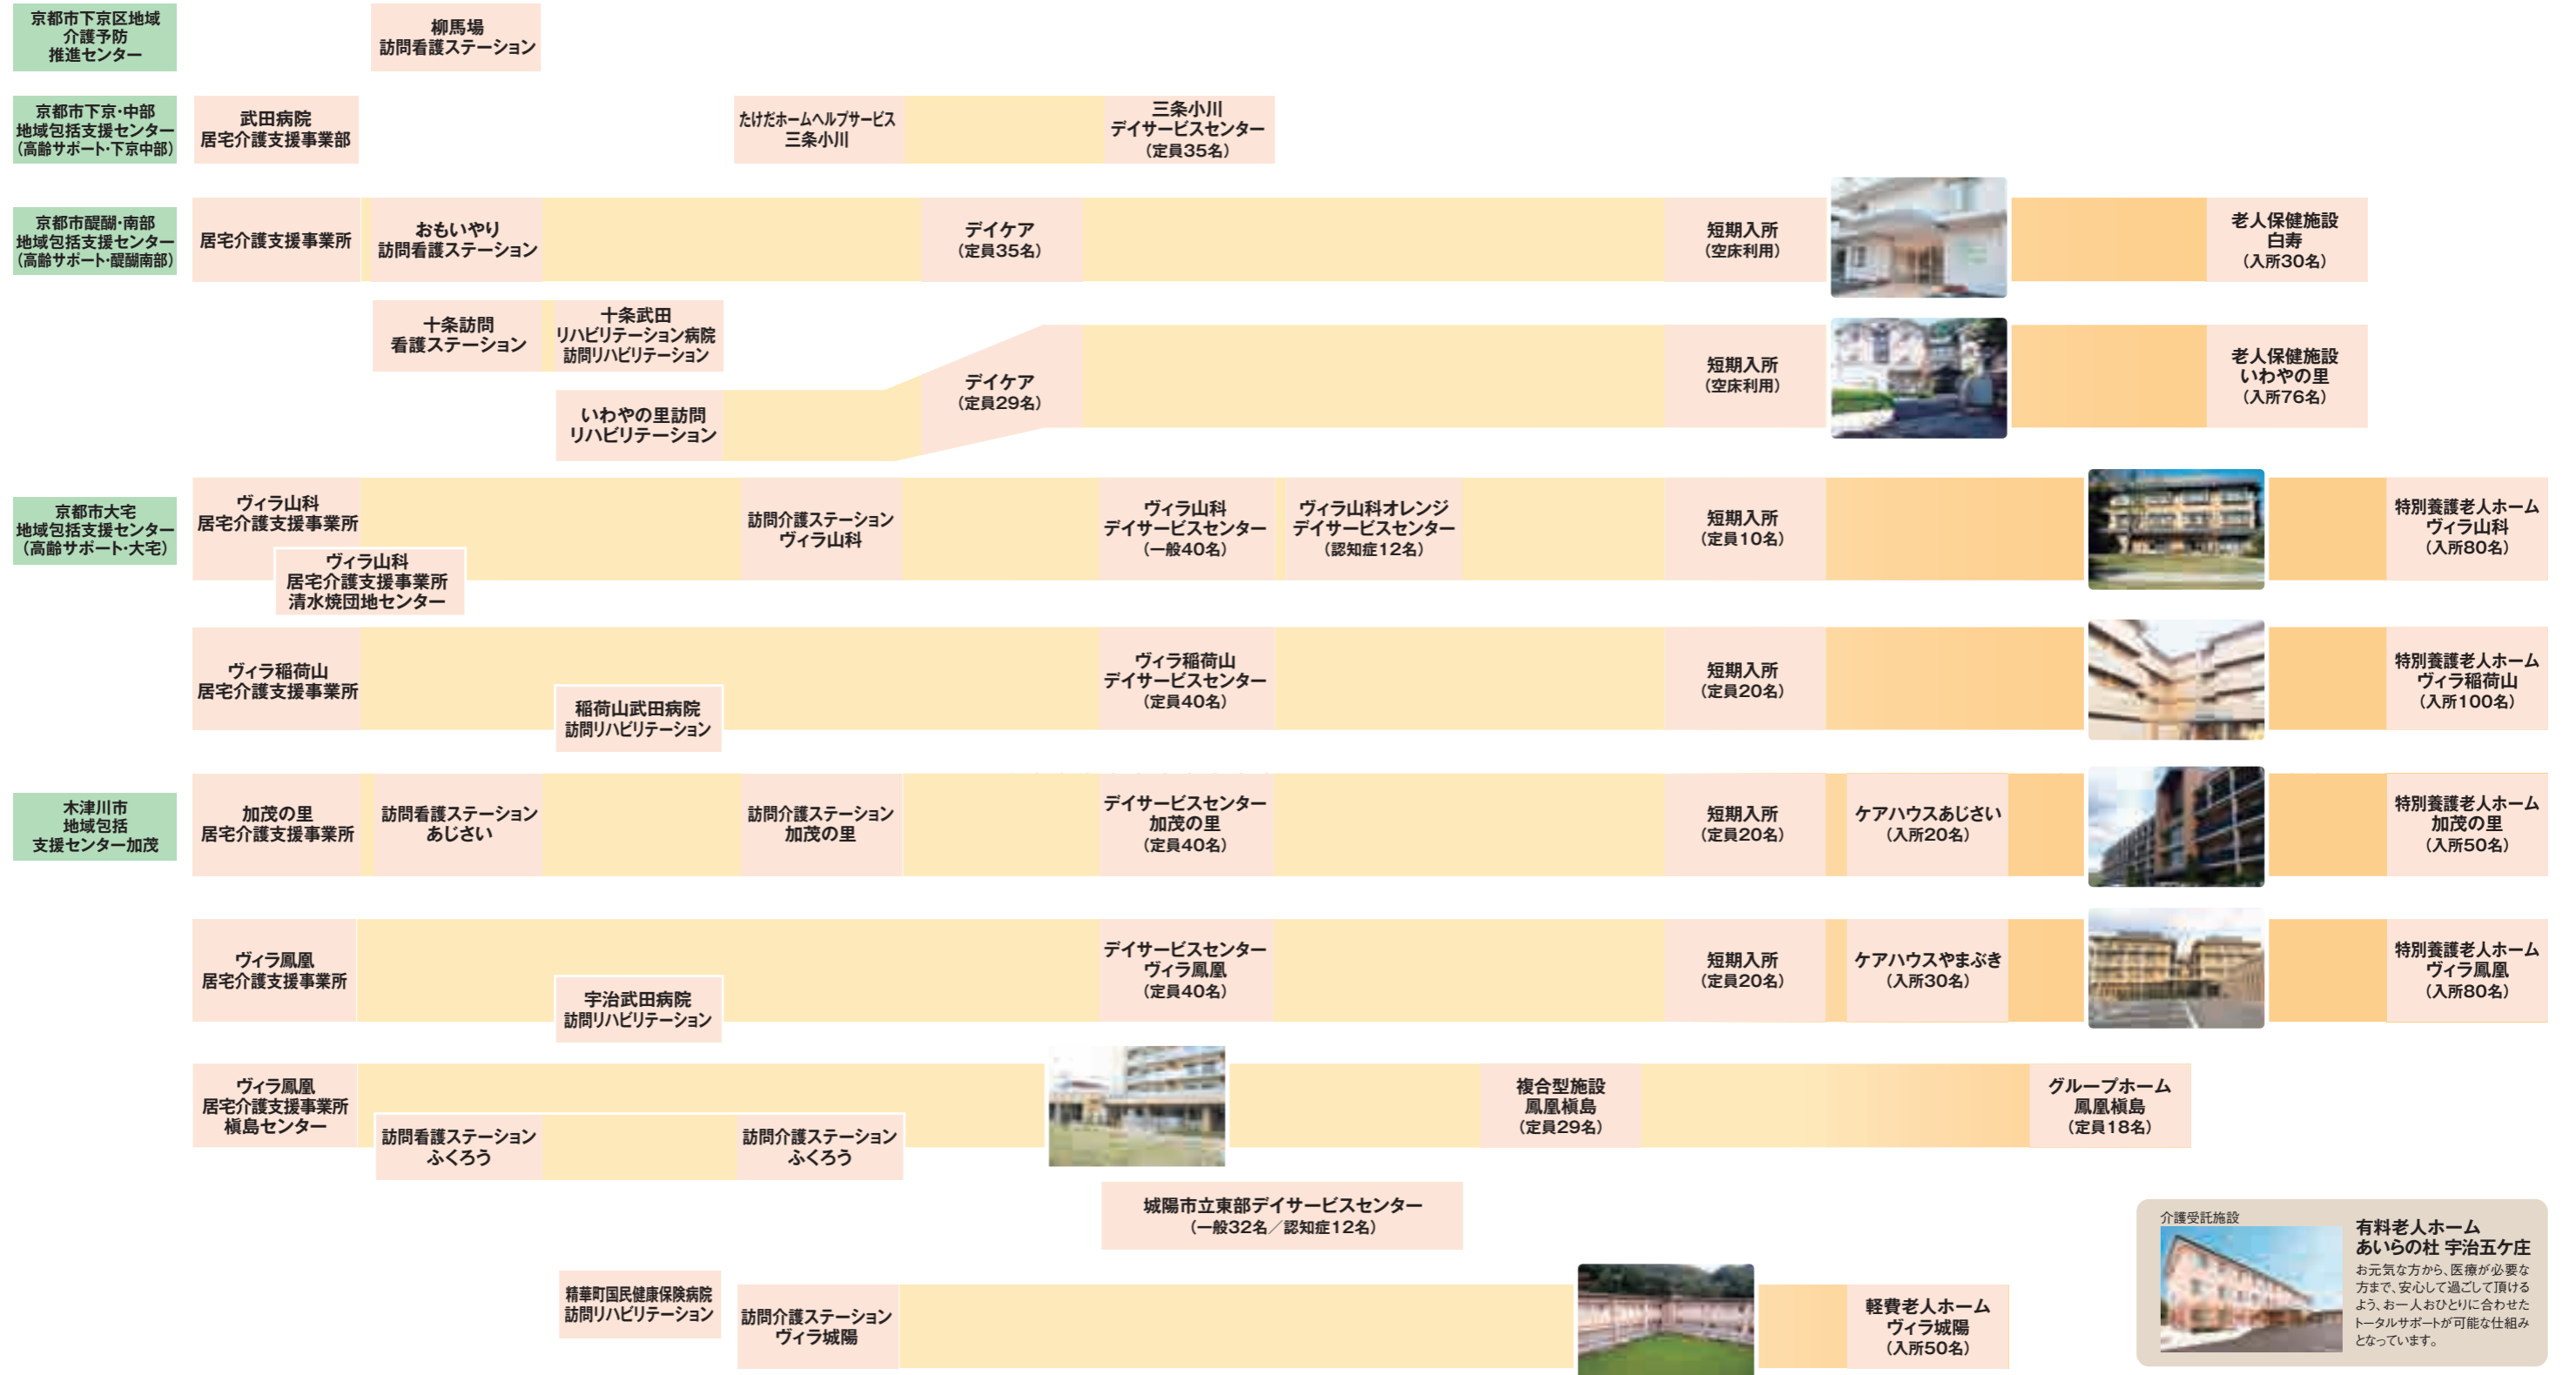 京都市下京区地域
介護予防
推進センター
柳馬場
訪問看護ステーション
京都市下京・中部
地域包括支援センター
（高齢サポート・下京中部）
武田病院
居宅介護支援事業部
たけだホームヘルプサービス
三条小川
三条小川
デイサービスセンター
（定員35名）
京都市醍醐・南部
地域包括支援センター
（高齢サポート・醍醐南部）
居宅介護支援事業所
おもいやり
訪問看護ステーション
デイケア
（定員35名）
短期入所
（空床利用）
老人保健施設
白寿
（入所30名）
十条訪問
看護ステーション
十条武田
リハビリテーション病院
訪問リハビリテーション
いわやの里訪問
リハビリテーション
デイケア
（定員29名）
短期入所
（空床利用）
老人保健施設
いわやの里
（入所76名）
京都市大宅
地域包括支援センター
（高齢サポート・大宅）
ヴィラ山科
居宅介護支援事業所
ヴィラ山科
居宅介護支援事業所
清水焼団地センター
訪問介護ステーション
ヴィラ山科
ヴィラ山科
デイサービスセンター
（一般40名）
ヴィラ山科オレンジ
デイサービスセンター
（認知症12名）
短期入所
（定員10名）
特別養護老人ホーム
ヴィラ山科
（入所80名）
ヴィラ稲荷山
居宅介護支援事業所
稲荷山武田病院
訪問リハビリテーション
ヴィラ稲荷山
デイサービスセンター
（定員40名）
短期入所
（定員20名）
特別養護老人ホーム
ヴィラ稲荷山
（入所100名）
木津川市
地域包括
支援センター加茂
加茂の里
居宅介護支援事業所
訪問看護ステーション
あじさい
訪問介護ステーション
加茂の里
デイサービスセンター
加茂の里
（定員40名）
短期入所
（定員20名）
ケアハウスあじさい
（入所20名）
特別養護老人ホーム
加茂の里
（入所50名）
ヴィラ鳳凰
居宅介護支援事業所
宇治武田病院
訪問リハビリテーション
デイサービスセンター
ヴィラ鳳凰
（定員40名）
短期入所
（定員20名）
ケアハウスやまぶき
（入所30名）
特別養護老人ホーム
ヴィラ鳳凰
（入所80名）
ヴィラ鳳凰
居宅介護支援事業所
槇島センター
訪問看護ステーション
ふくろう
訪問介護ステーション
ふくろう
複合型施設
鳳凰槇島
（定員29名）
グループホーム
鳳凰槇島
（定員18名）
城陽市立東部デイサービスセンター
（一般32名／認知症12名）
精華町国民健康保険病院
訪問リハビリテーション
訪問介護ステーション
ヴィラ城陽
軽費老人ホーム
ヴィラ城陽
（入所50名）
介護受託施設
有料老人ホーム
あいらの杜 宇治五ケ庄
お元気な方から、医療が必要な
方まで、安心して過ごして頂ける
よう、お一人おひとりに合わせた
トータルサポートが可能な仕組み
となっています。